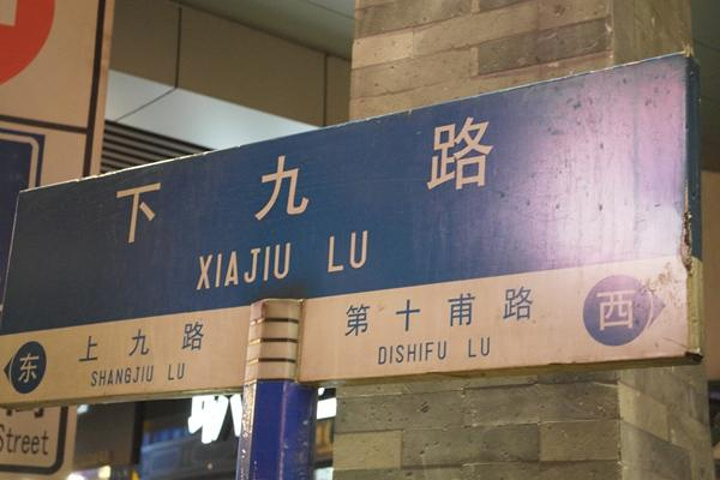 下九路
XIAJIU LU
东 上九路
SHANGJIU LU
第十甫路 西
DISHIFU LU
Street